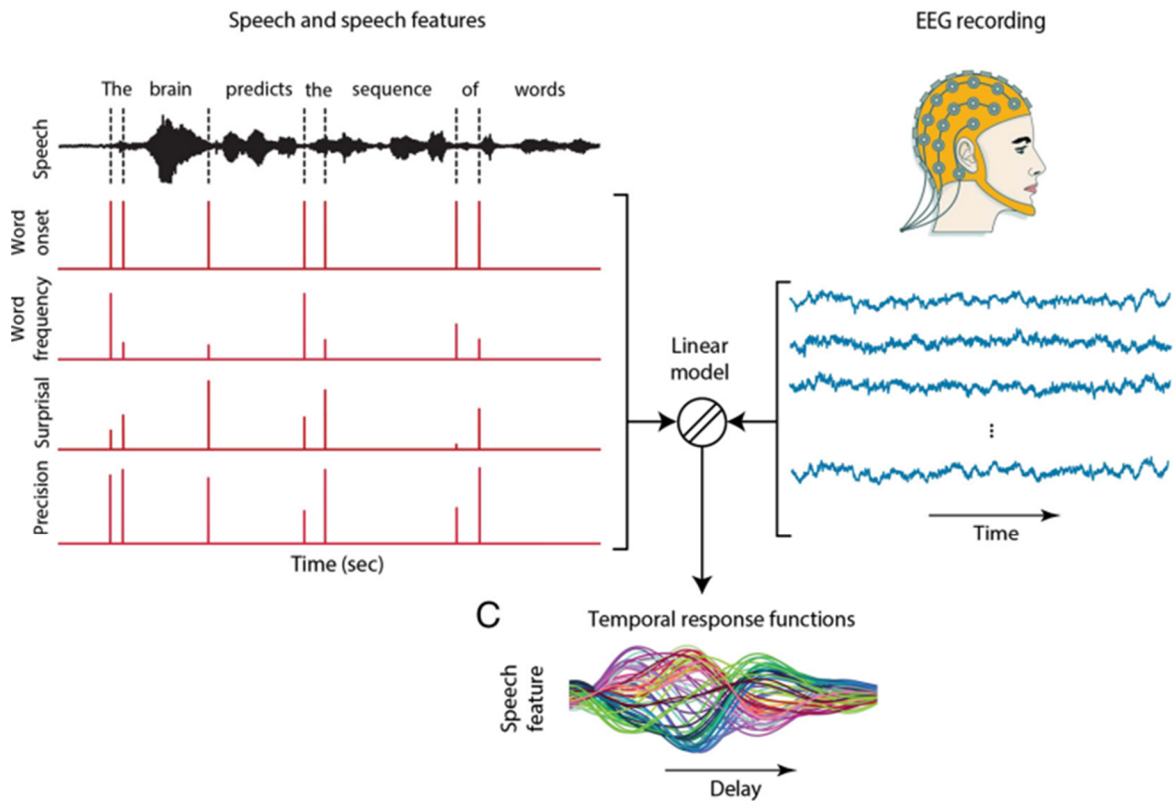 Speech and speech features
EEG recording
The brain predicts the sequence of words
Speech
Word
onset
Word
frequency
Surprisal
Precision
Time (sec)
Linear
model
Time
C
Temporal response functions
Speech
feature
Delay